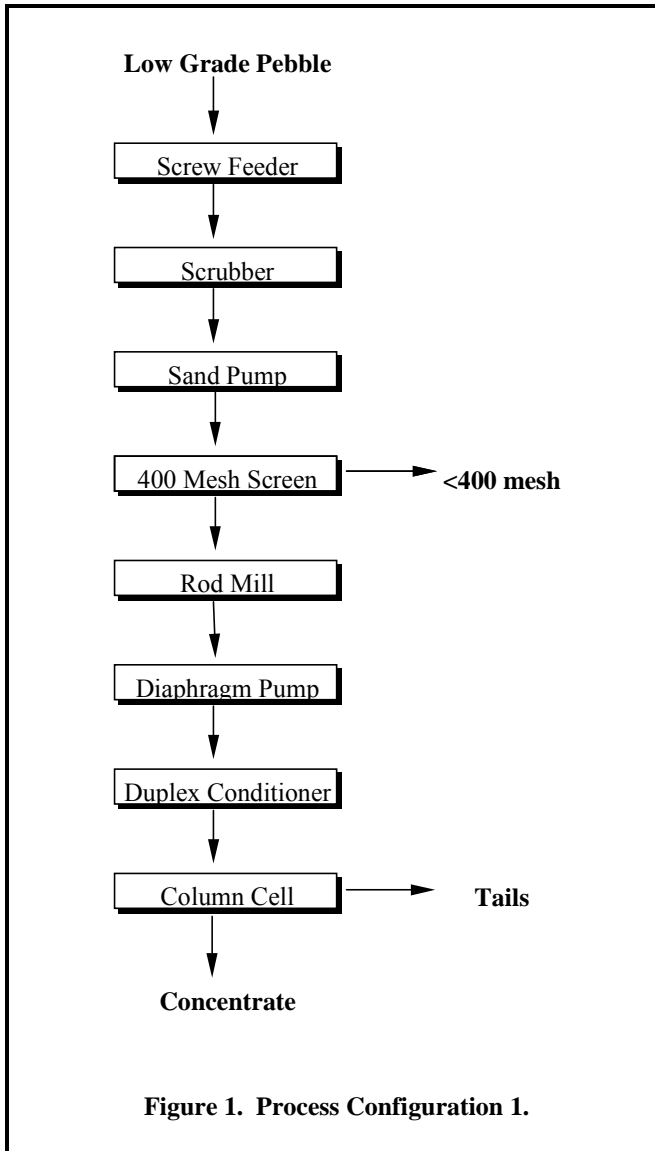 Low Grade Pebble
Screw Feeder
Scrubber
Sand Pump
400 Mesh Screen
<400 mesh
Rod Mill
Diaphragm Pump
Duplex Conditioner
Column Cell
Tails
Concentrate
Figure 1. Process Configuration 1.